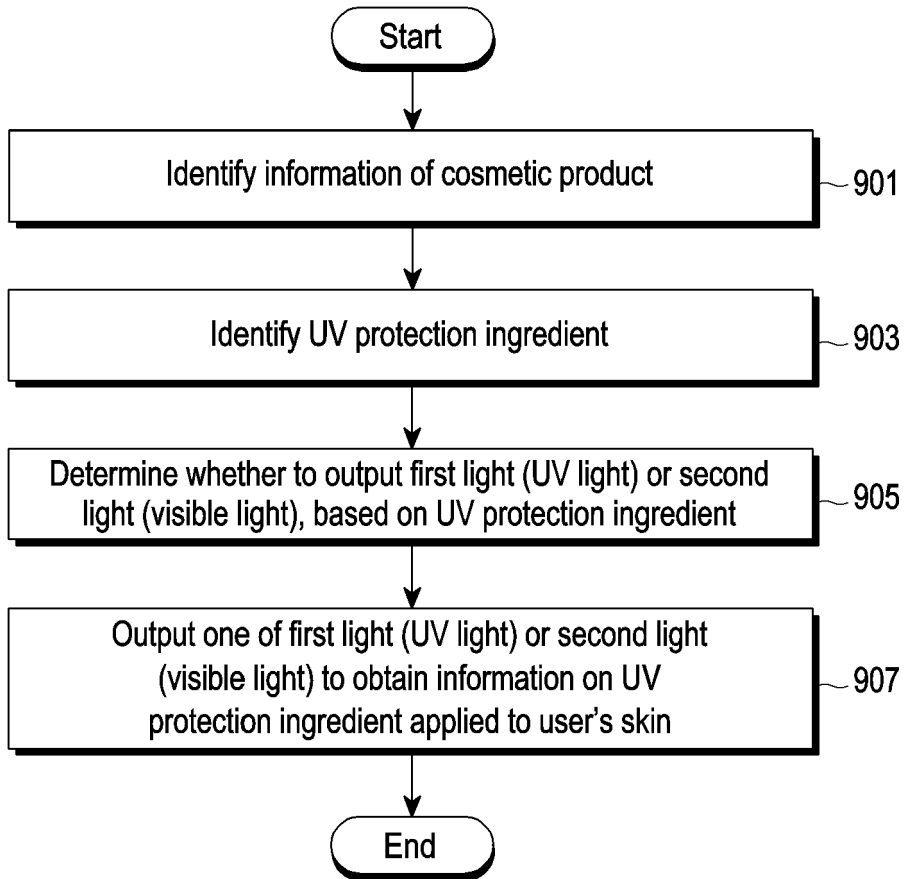 Start
Identify information of cosmetic product
901
Identify UV protection ingredient
903
Determine whether to output first light (UV light) or second
light (visible light), based on UV protection ingredient
905
Output one of first light (UV light) or second light
(visible light) to obtain information on UV
protection ingredient applied to user's skin
907
End